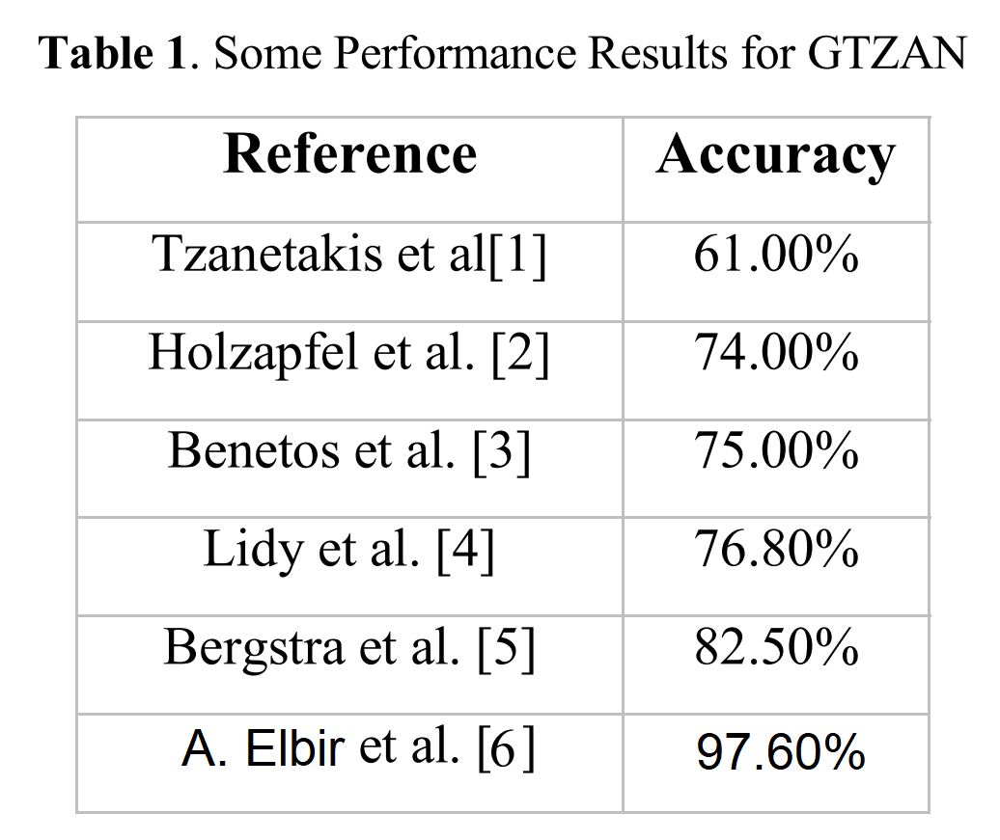 Table 1. Some Performance Results for GTZAN
Reference Accuracy
Tzanetakis et al[1] 61.00%
Holzapfel et al. [2] 74.00%
Benetos et al. [3] 75.00%
Lidy et al. [4] 76.80%
Bergstra et al. [5] 82.50%
A. Elbir et al. [6] 97.60%